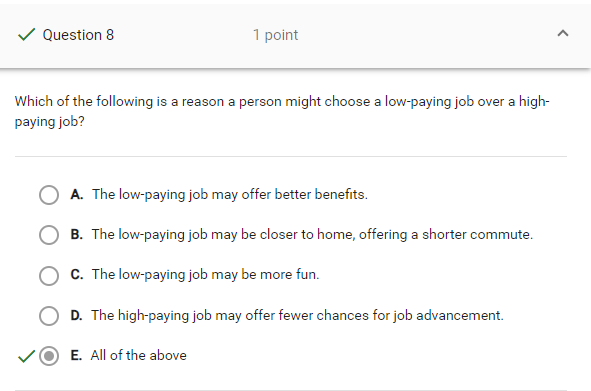 Question 8
1 point
Which of the following is a reason a person might choose a low-paying job over a high-
paying job?
A. The low-paying job may offer better benefits.
B. The low-paying job may be closer to home, offering a shorter commute.
C. The low-paying job may be more fun.
D. The high-paying job may offer fewer chances for job advancement.
E. All of the above